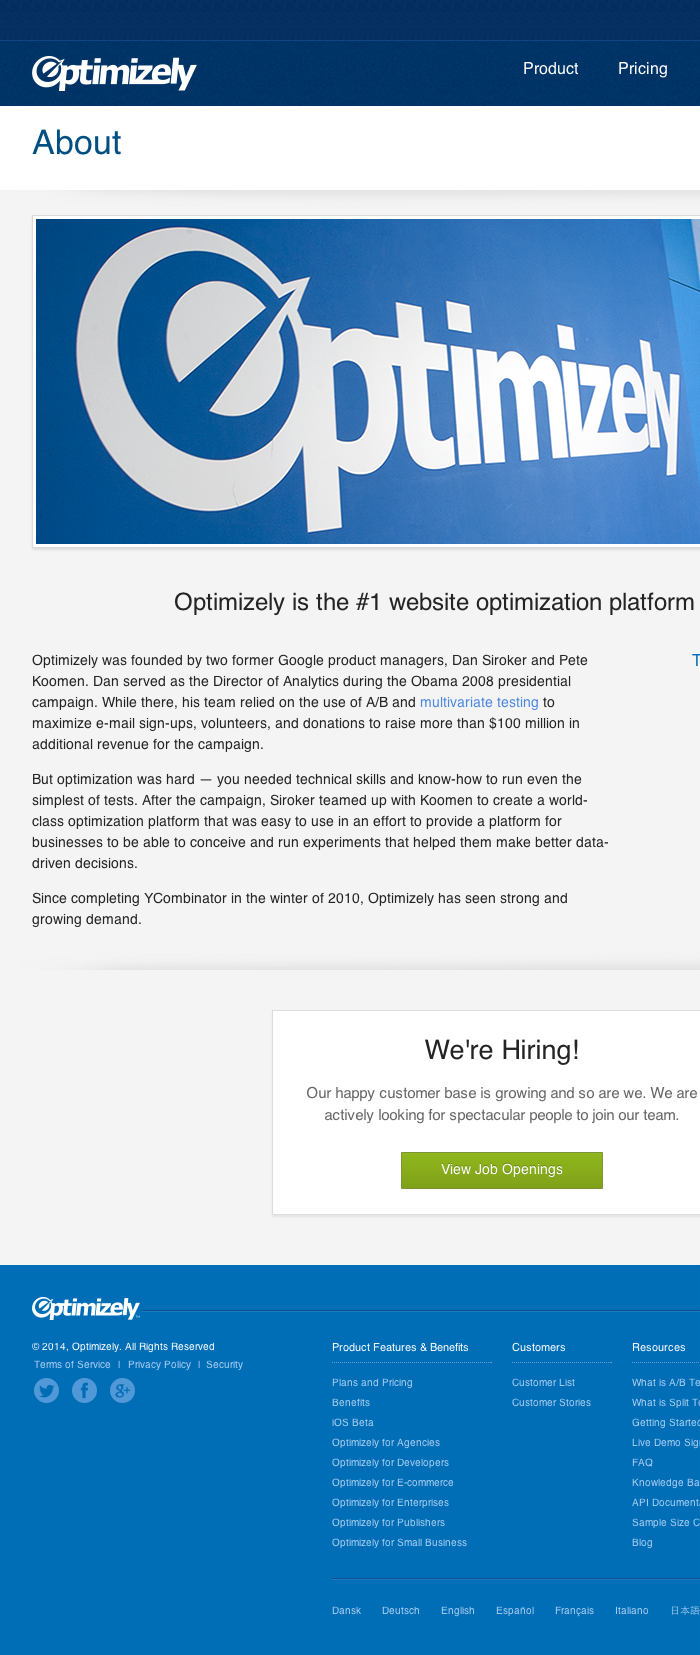 Optimizely
Product Pricing
About
Optimizely
Optimizely is the #1 website optimization platform
Optimizely was founded by two former Google product managers, Dan Siroker and Pete
Koomen. Dan served as the Director of Analytics during the Obama 2008 presidential
campaign. While there, his team relied on the use of A/B and multivariate testing to
maximize e-mail sign-ups, volunteers, and donations to raise more than $100 million in
additional revenue for the campaign.
T
But optimization was hard — you needed technical skills and know-how to run even the
simplest of tests. After the campaign, Siroker teamed up with Koomen to create a world-
class optimization platform that was easy to use in an effort to provide a platform for
businesses to be able to conceive and run experiments that helped them make better data-
driven decisions.
Since completing YCombinator in the winter of 2010, Optimizely has seen strong and
growing demand.
We're Hiring!
Our happy customer base is growing and so are we. We are
actively looking for spectacular people to join our team.
View Job Openings
Optimizely
© 2014, Optimizely. All Rights Reserved
Terms of Service | Privacy Policy | Security
Product Features & Benefits
Plans and Pricing
Benefits
iOS Beta
Optimizely for Agencies
Optimizely for Developers
Optimizely for E-commerce
Optimizely for Enterprises
Optimizely for Publishers
Optimizely for Small Business
Customers
Customer List
Customer Stories
Resources
What is A/B Te
What is Split T
Getting Started
Live Demo Sig
FAQ
Knowledge Ba
API Document
Sample Size C
Blog
Dansk Deutsch English Español Français Italiano 日本語